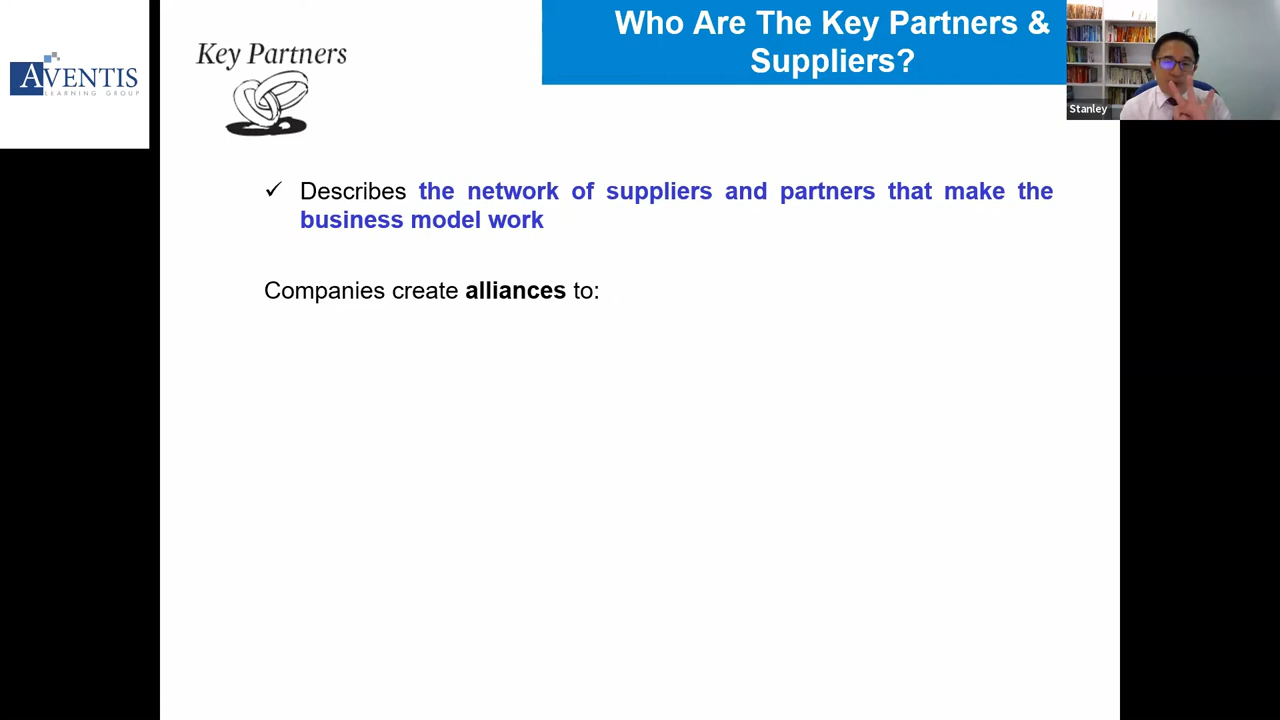 AVENTIS
LEARNING GROUP
Key Partners
Who Are The Key Partners &
Suppliers?
Stanley
✓ Describes the network of suppliers and partners that make the
business model work
Companies create alliances to: